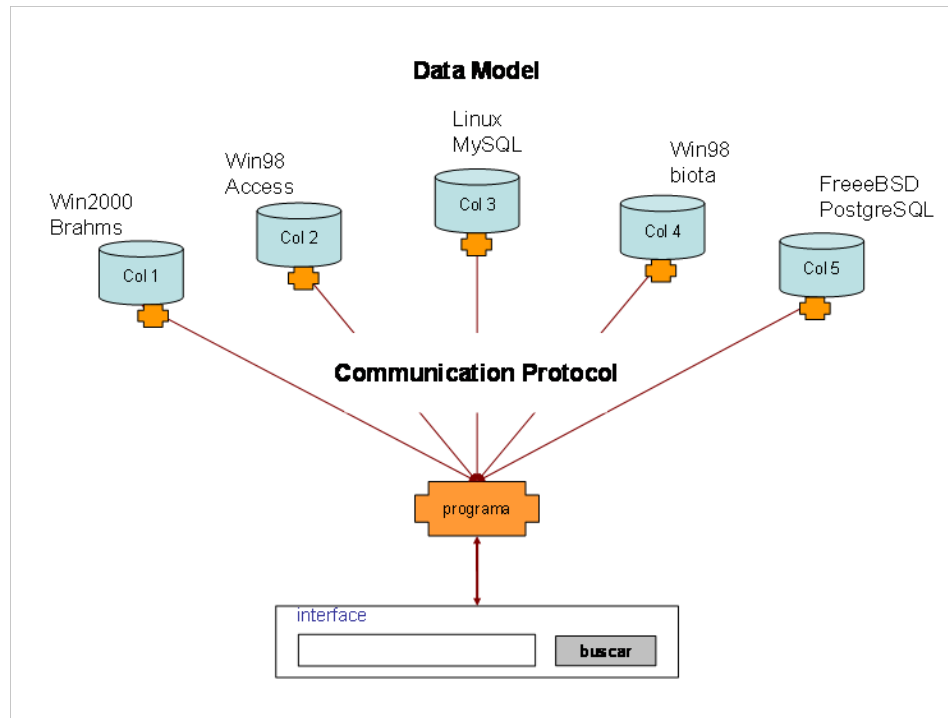 Data Model
Linux
MySQL
Win98
Access
Win98
biota
Win2000
Brahms
FreeeBSD
PostgreSQL
Col 1
Col 2
Col 3
Col 4
Col 5
Communication Protocol
programa
interface
buscar